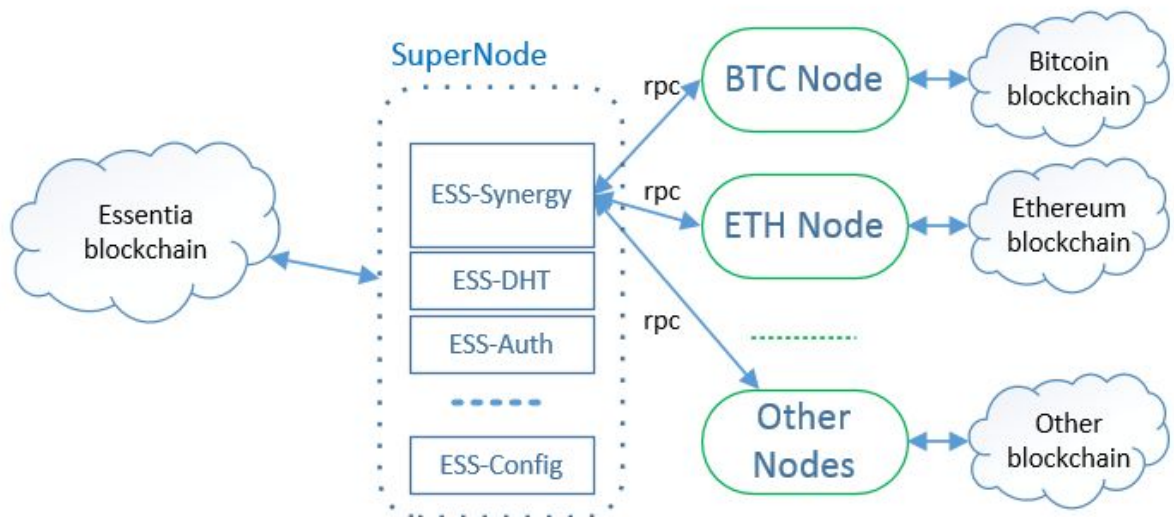 SuperNode
Essentia
blockchain
ESS-Synergy
ESS-DHT
ESS-Auth
ESS-Config
rpc
rpc
rpc
BTC Node
ETH Node
Other
Nodes
Bitcoin
blockchain
Ethereum
blockchain
Other
blockchain